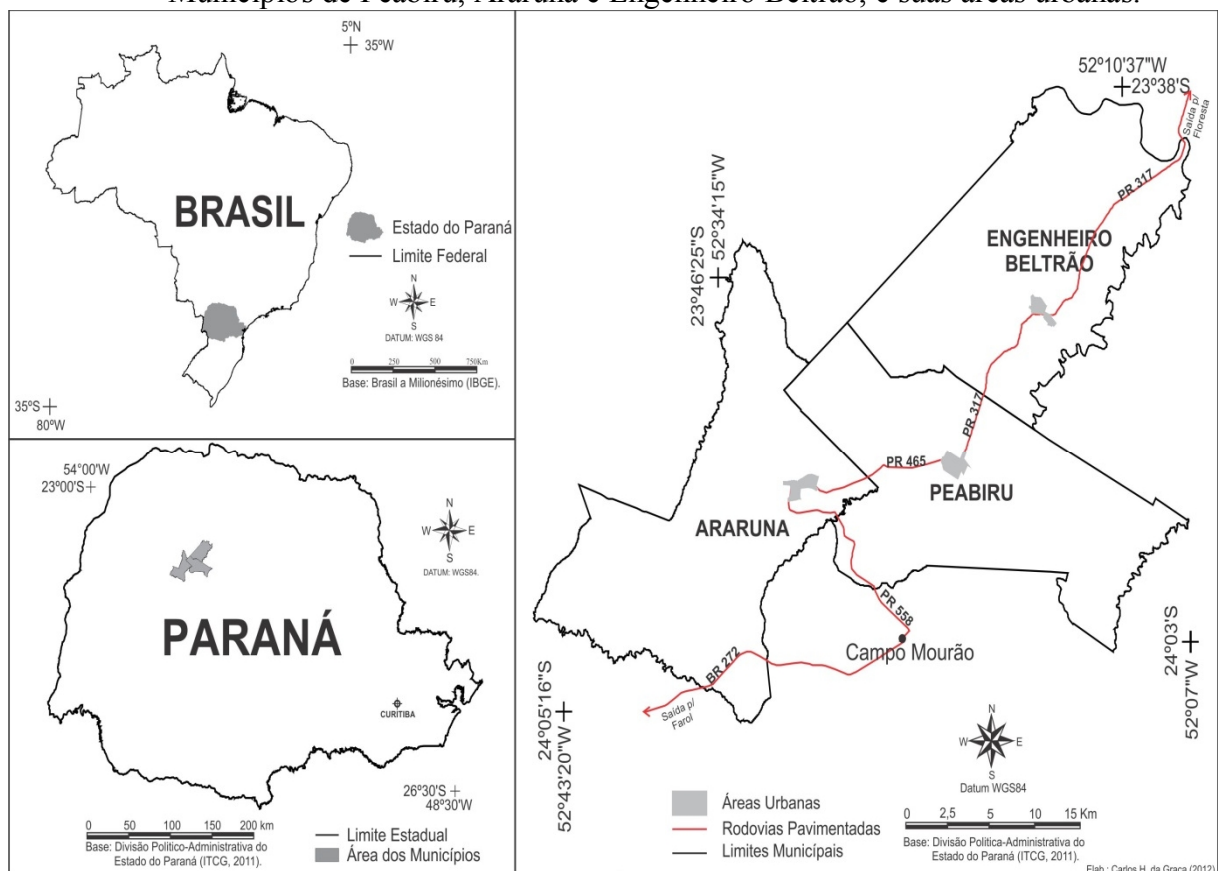 Municípios de Peabiru, Araruna e Engenheiro Beltrão, e suas áreas urbanas.
5ºN
35ºW
BRASIL
Estado do Paraná
Limite Federal
N
W E
S
DATUM: WGS 84
0 250 500 750Km
Base: Brasil a Milionésimo (IBGE).
35ºS
80ºW
54°00'W
23°00'S
N
W E
S
DATUM: WGS84.
PARANÁ
CURITIBA
26º30'S
48º30'W
0 50 100 150 200 km
Base: Divisão Politico-Administrativa do
Estado do Paraná (ITCG, 2011).
Limite Estadual
Área dos Municípios
52º10'37"W
23º38'S
Saída p/
Floresta
PR 317
ENGENHEIRO
BELTRÃO
23º46'25"S
52º34'15"W
PR 317
PR 465
PEABIRU
ARARUNA
PR 558
Campo Mourão
BR 272
Saída p/
Farol
24º05'16"S
52º43'20"W
24º03'S
52º07'W
N
W E
S
Datum WGS84
Áreas Urbanas
Rodovias Pavimentadas
Limites Municípais
0 2,5 5 10 15 Km
Base: Divisão Politica-Administrativa do
Estado do Paraná (ITCG, 2011).
Elab.: Carlos H. da Graça (2012)